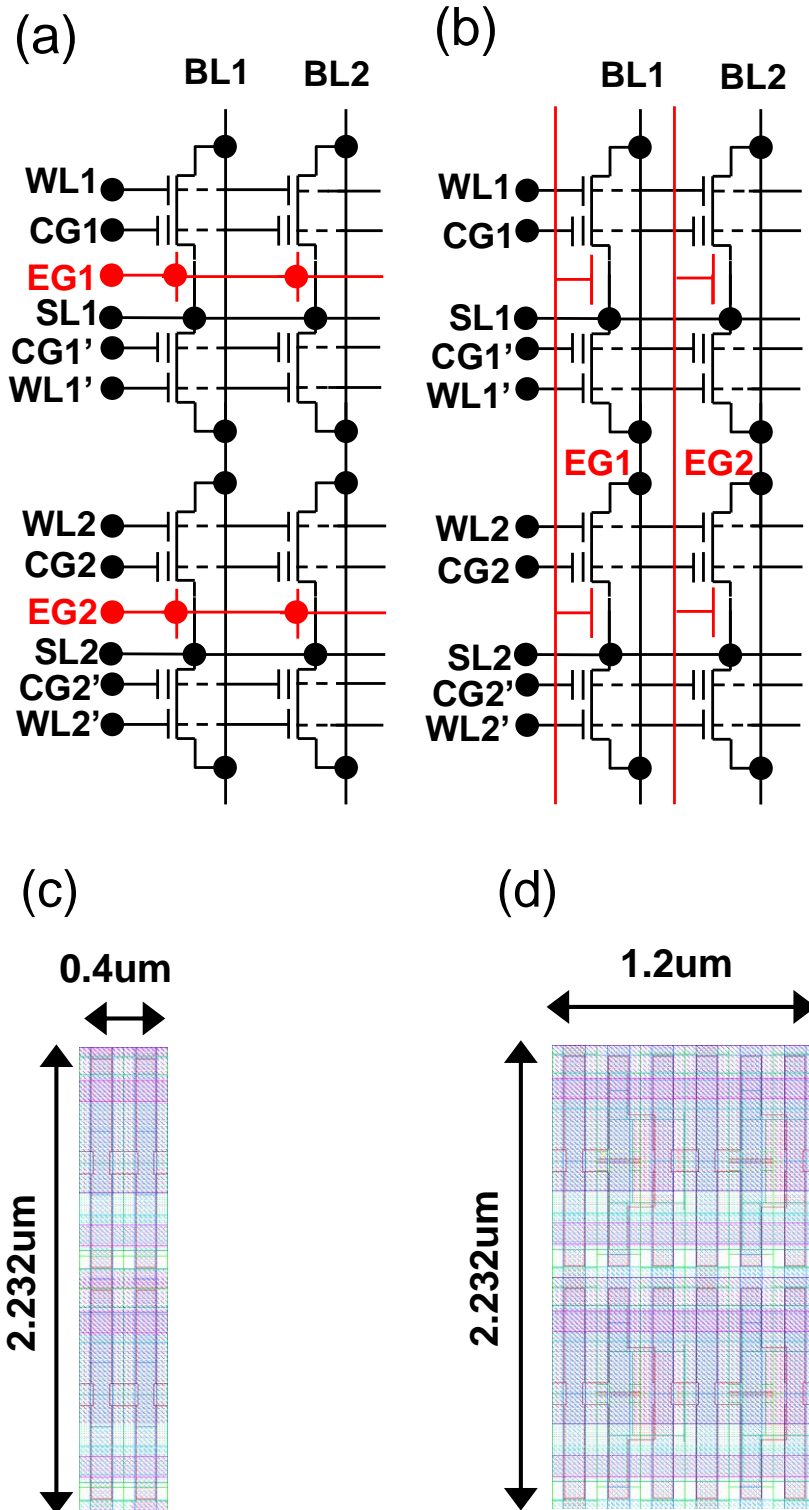 (a)
BL1 BL2
WL1
CG1
EG1
SL1
CG1’
WL1’
WL2
CG2
EG2
SL2
CG2’
WL2’
(b)
BL1 BL2
WL1
CG1
SL1
CG1’
WL1’
EG1 EG2
WL2
CG2
SL2
CG2’
WL2’
(c)
0.4um
2.232um
(d)
1.2um
2.232um